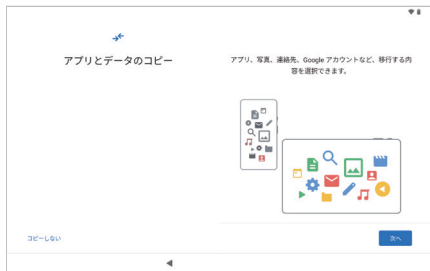 アプリとデータのコピー
アプリ、写真、連絡先、Google アカウントなど、移行する内
容を選択できます。
コピーしない
次へ